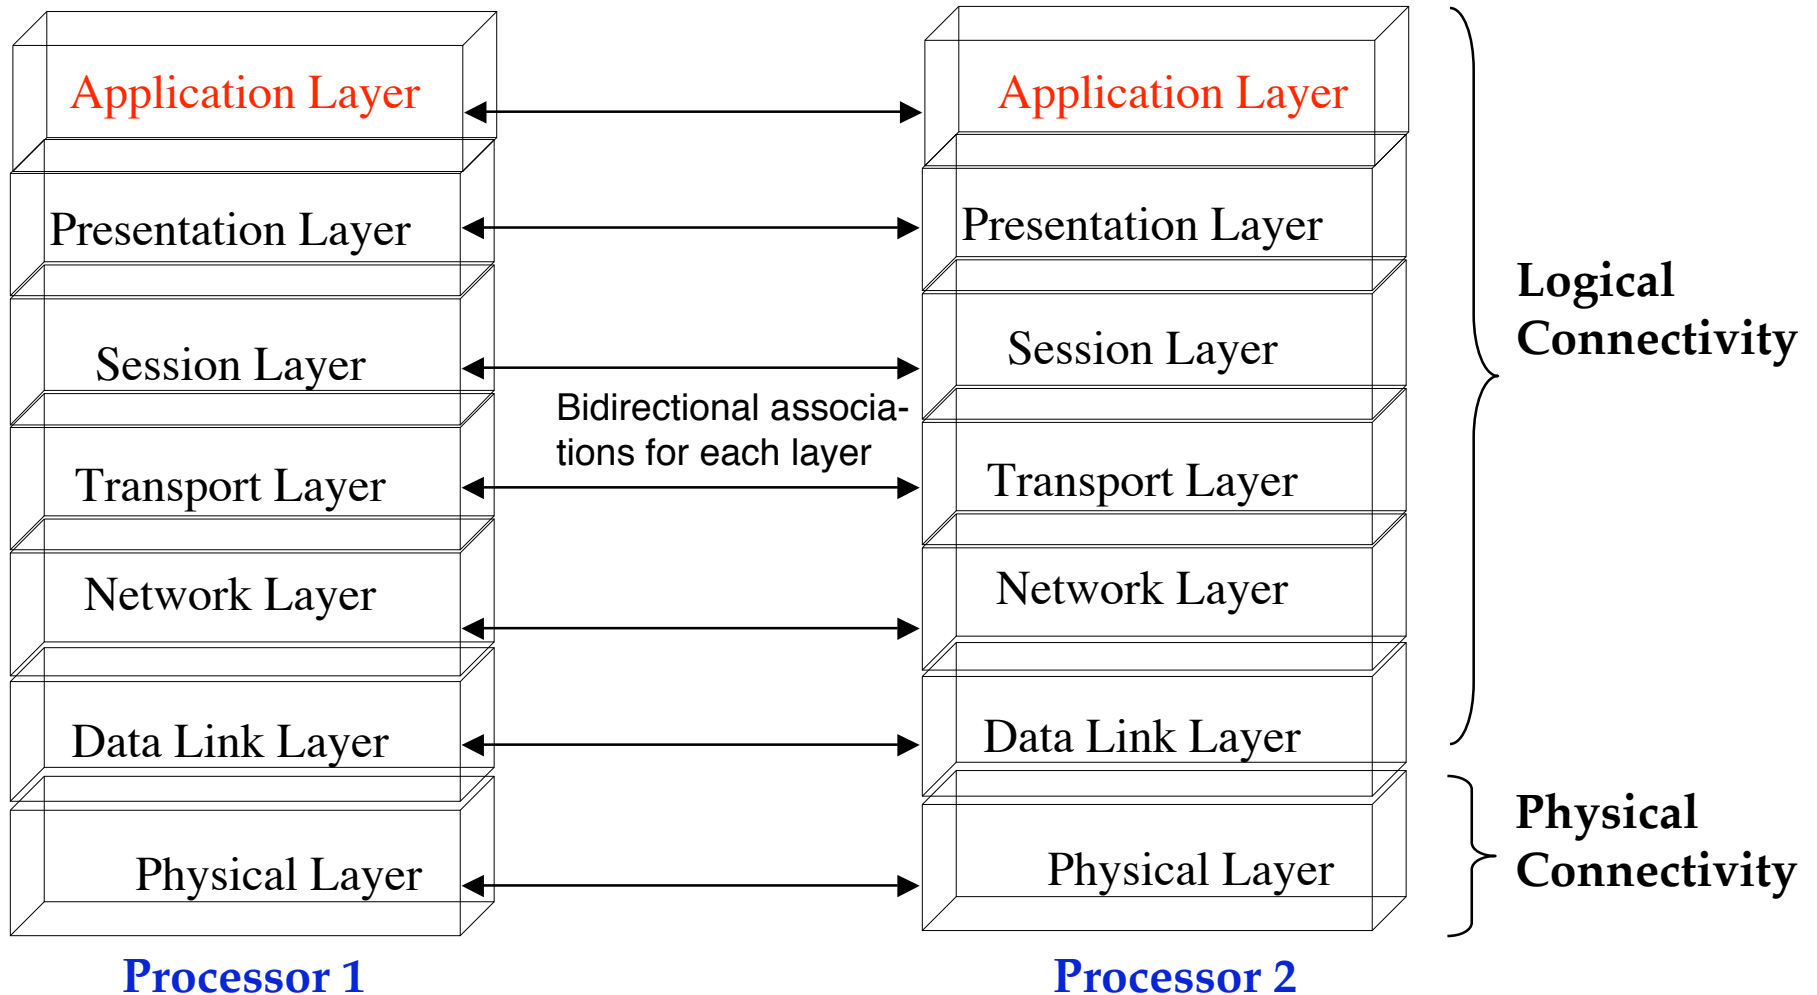 Application Layer
Presentation Layer
Session Layer
Transport Layer
Network Layer
Data Link Layer
Physical Layer
Processor 1
Bidirectional associa-
tions for each layer
Application Layer
Presentation Layer
Session Layer
Transport Layer
Network Layer
Data Link Layer
Physical Layer
Processor 2
Logical
Connectivity
Physical
Connectivity